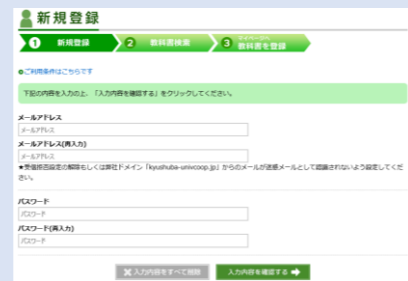 新規登録
1 新規登録
2 教科書検索
3 マイページへ
教科書を登録
ご利用条件はこちらです
下記の内容を入力の上、「入力内容を確認する」をクリックしてください。
メールアドレス
メールアドレス
メールアドレス(再入力)
メールアドレス
★受信拒否設定の解除もしくは弊社ドメイン「kyushuba-univcoop.jp」からのメールが迷惑メールとして認識されないよう設定してくだ
さい。
パスワード
パスワード
パスワード(再入力)
パスワード
入力内容をすべて削除
入力内容を確認する